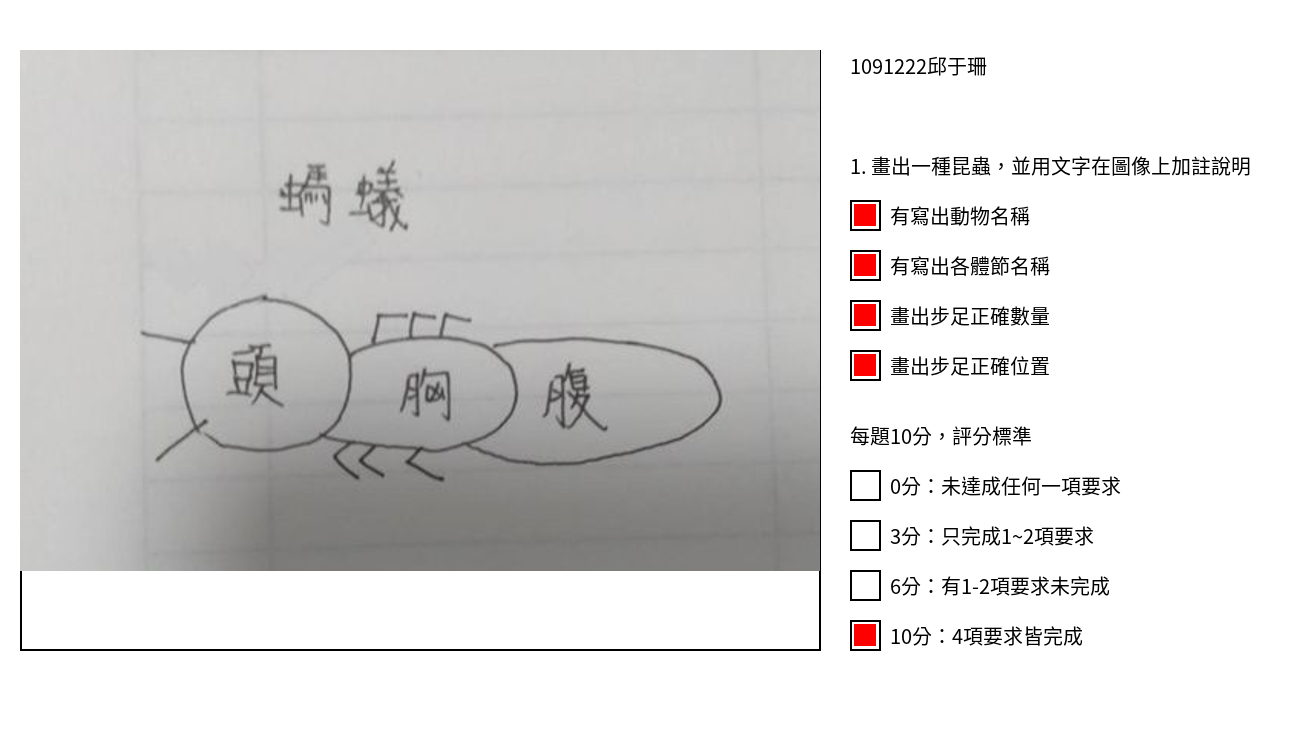 螞蟻
頭
胸
腹
1091222邱于珊
1. 畫出一種昆蟲，並用文字在圖像上加註說明
有寫出動物名稱
有寫出各體節名稱
畫出步足正確數量
畫出步足正確位置
每題10分，評分標準
0分：未達成任何一項要求
3分：只完成1~2項要求
6分：有1-2項要求未完成
10分：4項要求皆完成